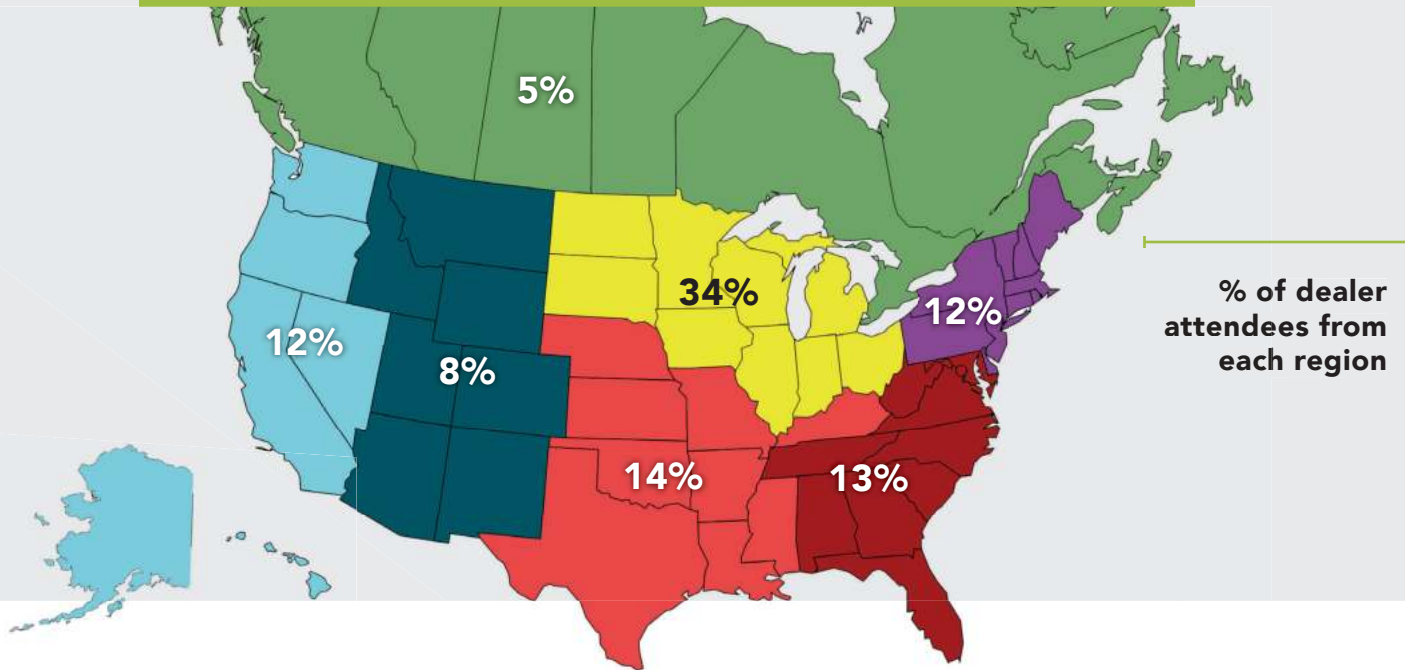 5%
34%
12%
% of dealer
attendees from
each region
12%
8%
14%
13%